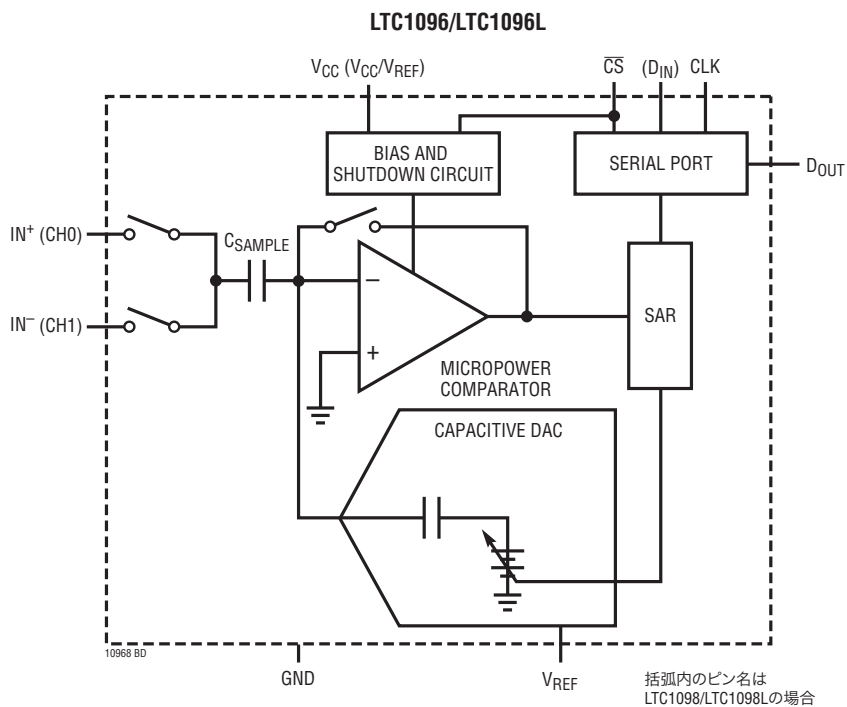 LTC1096/LTC1096L
VCC (VCC/VREF)
CS (DIN) CLK
BIAS AND
SHUTDOWN CIRCUIT
SERIAL PORT
DOUT
IN+ (CH0)
CSAMPLE
−
IN− (CH1)
SAR
+
MICROPOWER
COMPARATOR
CAPACITIVE DAC
10968 BD
GND
VREF
括弧内のピン名は
LTC1098/LTC1098Lの場合